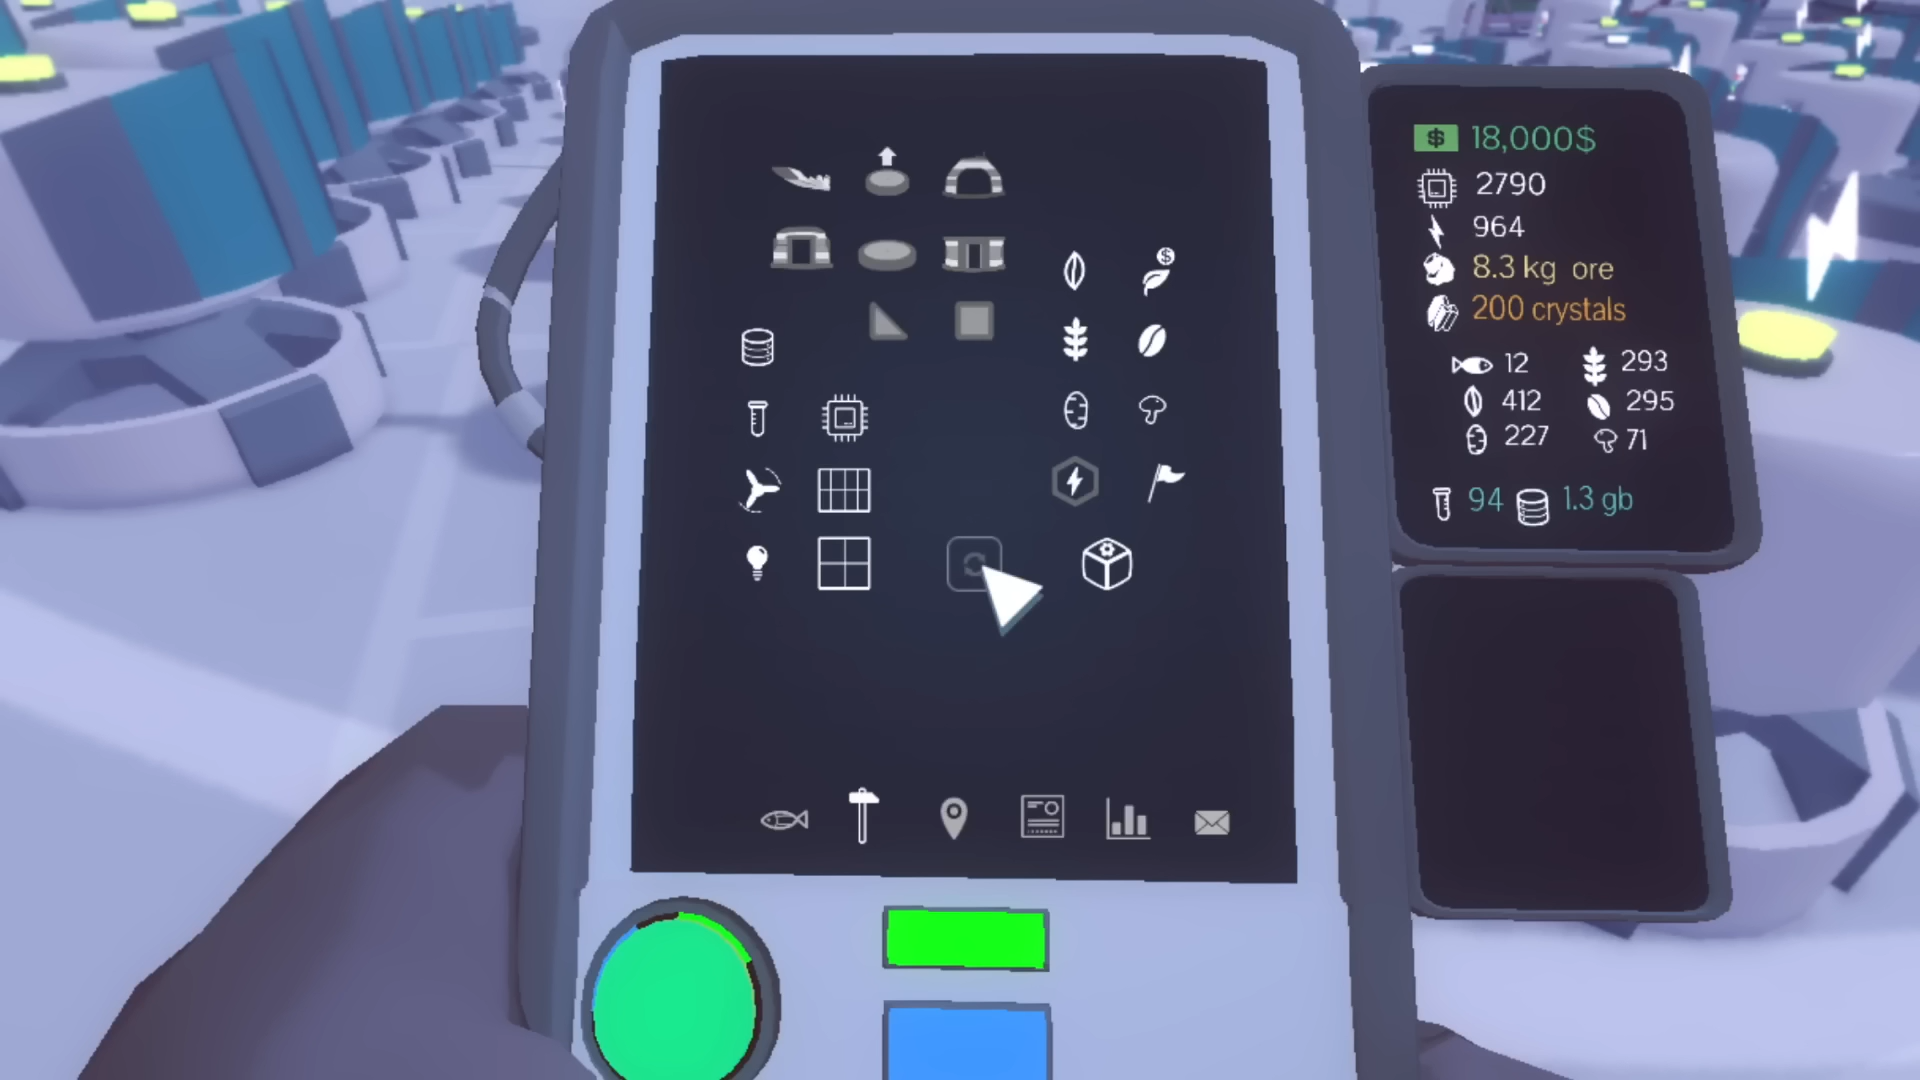 18,000$
2790
964
8.3 kg ore
200 crystals
12 293
412 295
227 71
94 1.3 gb